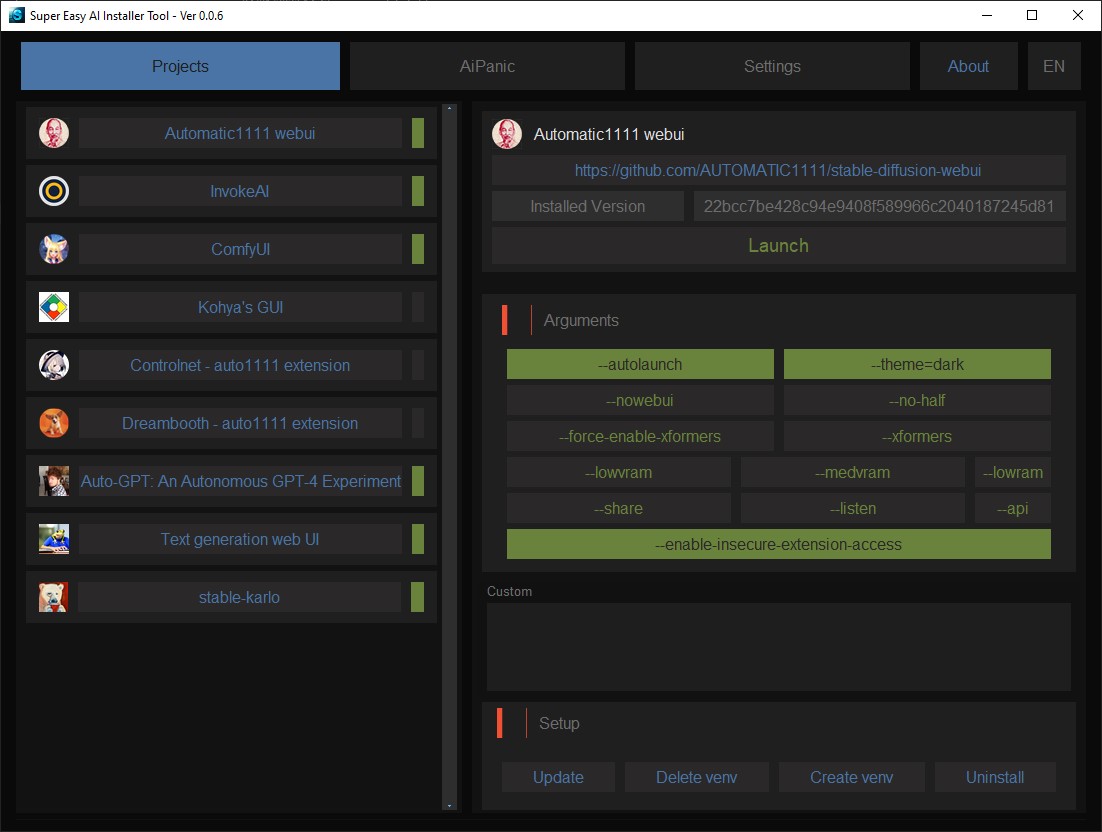 Super Easy AI Installer Tool - Ver 0.0.6
Projects
AiPanic
Settings
About
EN
Automatic1111 webui
InvokeAI
ComfyUI
Kohya's GUI
Controlnet - auto1111 extension
Dreambooth - auto1111 extension
Auto-GPT: An Autonomous GPT-4 Experiment
Text generation web UI
stable-karlo
Automatic1111 webui
https://github.com/AUTOMATIC1111/stable-diffusion-webui
Installed Version
22bcc7be428c94e9408f589966c2040187245d81
Launch
Arguments
--autolaunch
--theme=dark
--nowebui
--no-half
--force-enable-xformers
--xformers
--lowvram
--medvram
--lowram
--share
--listen
--api
--enable-insecure-extension-access
Custom
Setup
Update
Delete venv
Create venv
Uninstall